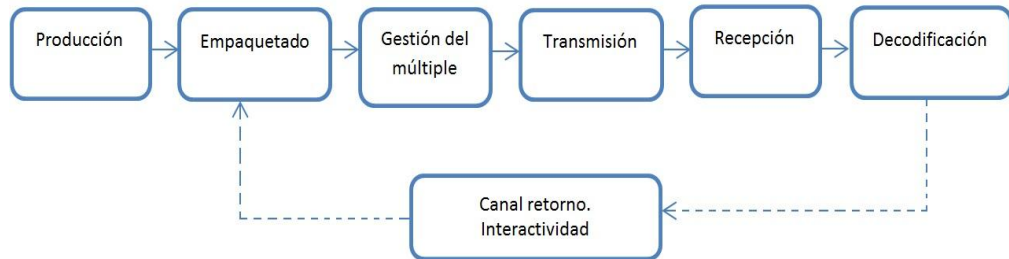 Producción
Empaquetado
Gestión del
múltiple
Transmisión
Recepción
Decodificación
Canal retorno.
Interactividad